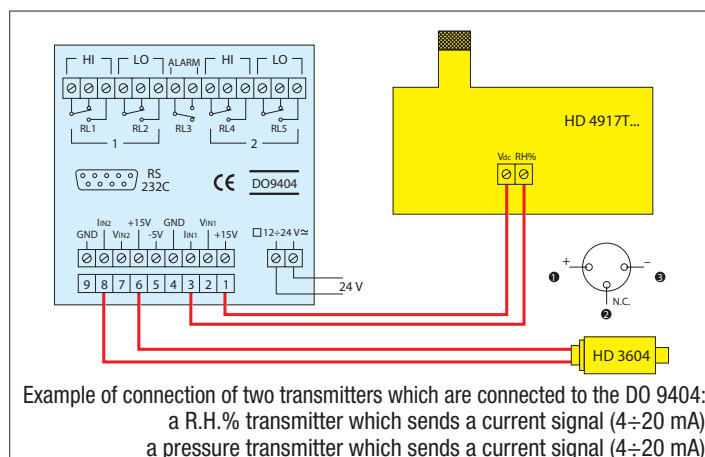 HI LO ALARM HI LO
RL1 RL2 RL3 RL4 RL5
1 2
HD 4917T...
Vdc RH%
RS
232C
CE DO9404
IIN2 +15V GND VIN1
GND VIN2 -5V IIN1 +15V
12÷24 V≃
9 8 7 6 5 4 3 2 1
24 V
+ −
❶ ❸
N.C.
❷
HD 3604
Example of connection of two transmitters which are connected to the DO 9404:
a R.H.% transmitter which sends a current signal (4÷20 mA)
a pressure transmitter which sends a current signal (4÷20 mA)